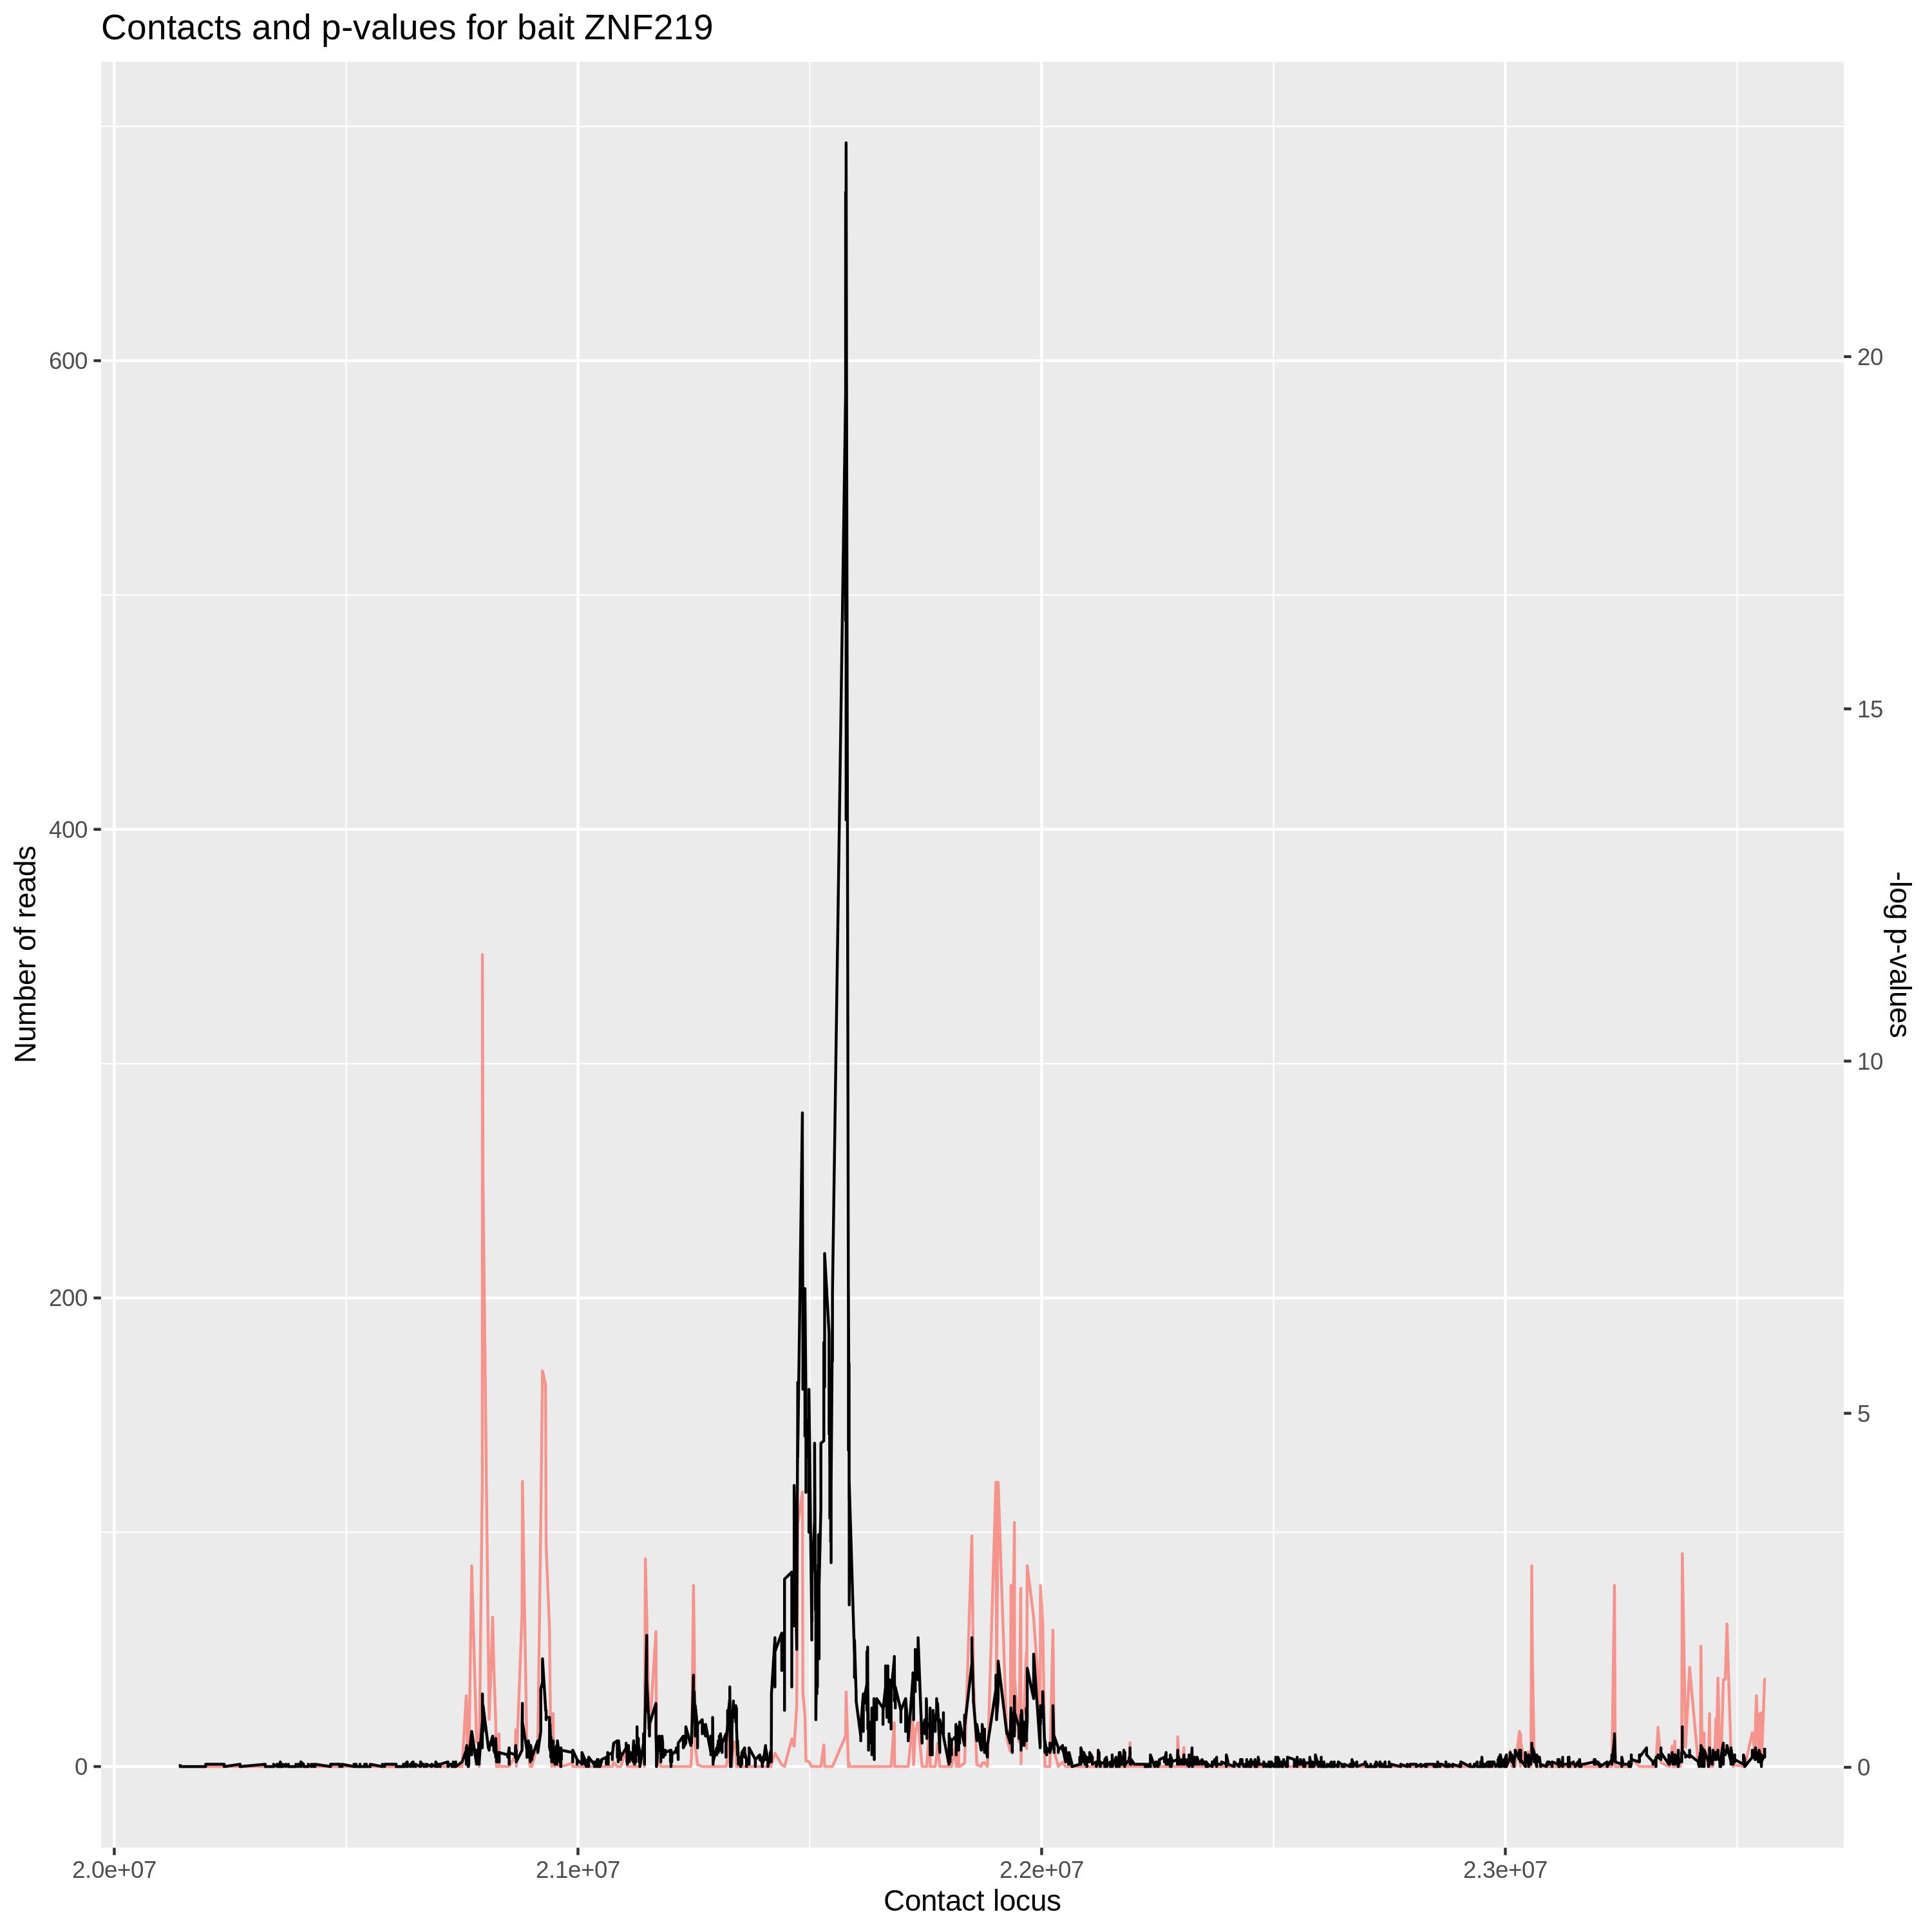 Contacts and p-values for bait ZNF219
600
400
200
0
Number of reads
20
15
10
5
0
-log p-values
2.0e+07
2.1e+07
2.2e+07
2.3e+07
Contact locus